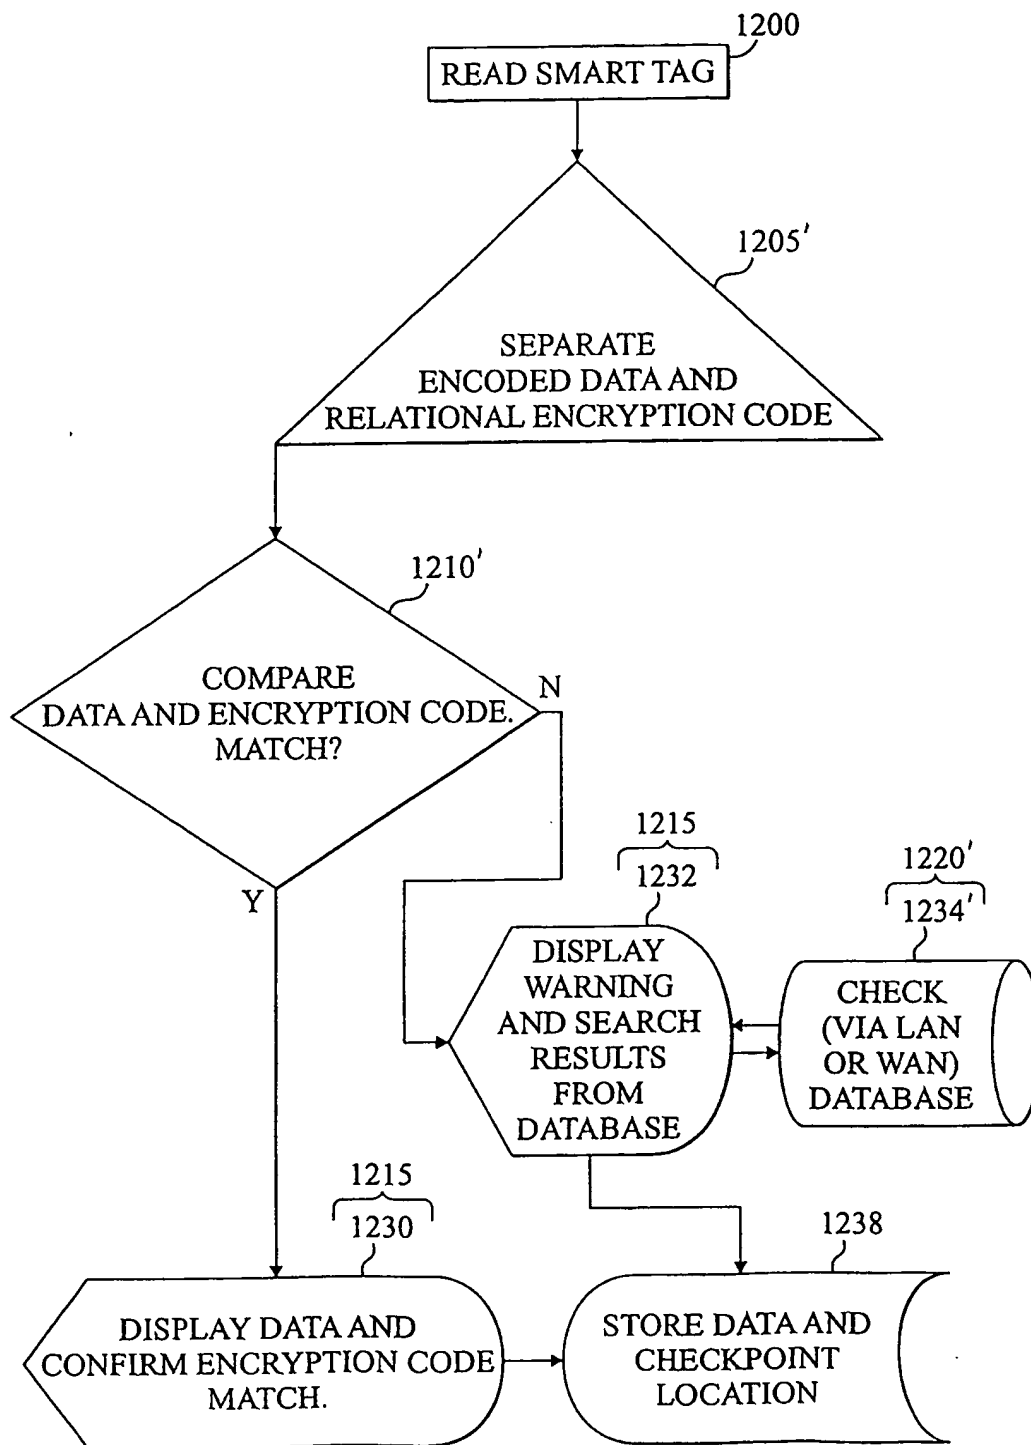 1200
READ SMART TAG
1205'
SEPARATE
ENCODED DATA AND
RELATIONAL ENCRYPTION CODE
1210'
COMPARE
DATA AND ENCRYPTION CODE.
MATCH?
N
Y
1215
1232
DISPLAY
WARNING
AND SEARCH
RESULTS
FROM
DATABASE
1220'
1234'
CHECK
(VIA LAN
OR WAN)
DATABASE
1215
1230
DISPLAY DATA AND
CONFIRM ENCRYPTION CODE
MATCH.
1238
STORE DATA AND
CHECKPOINT
LOCATION